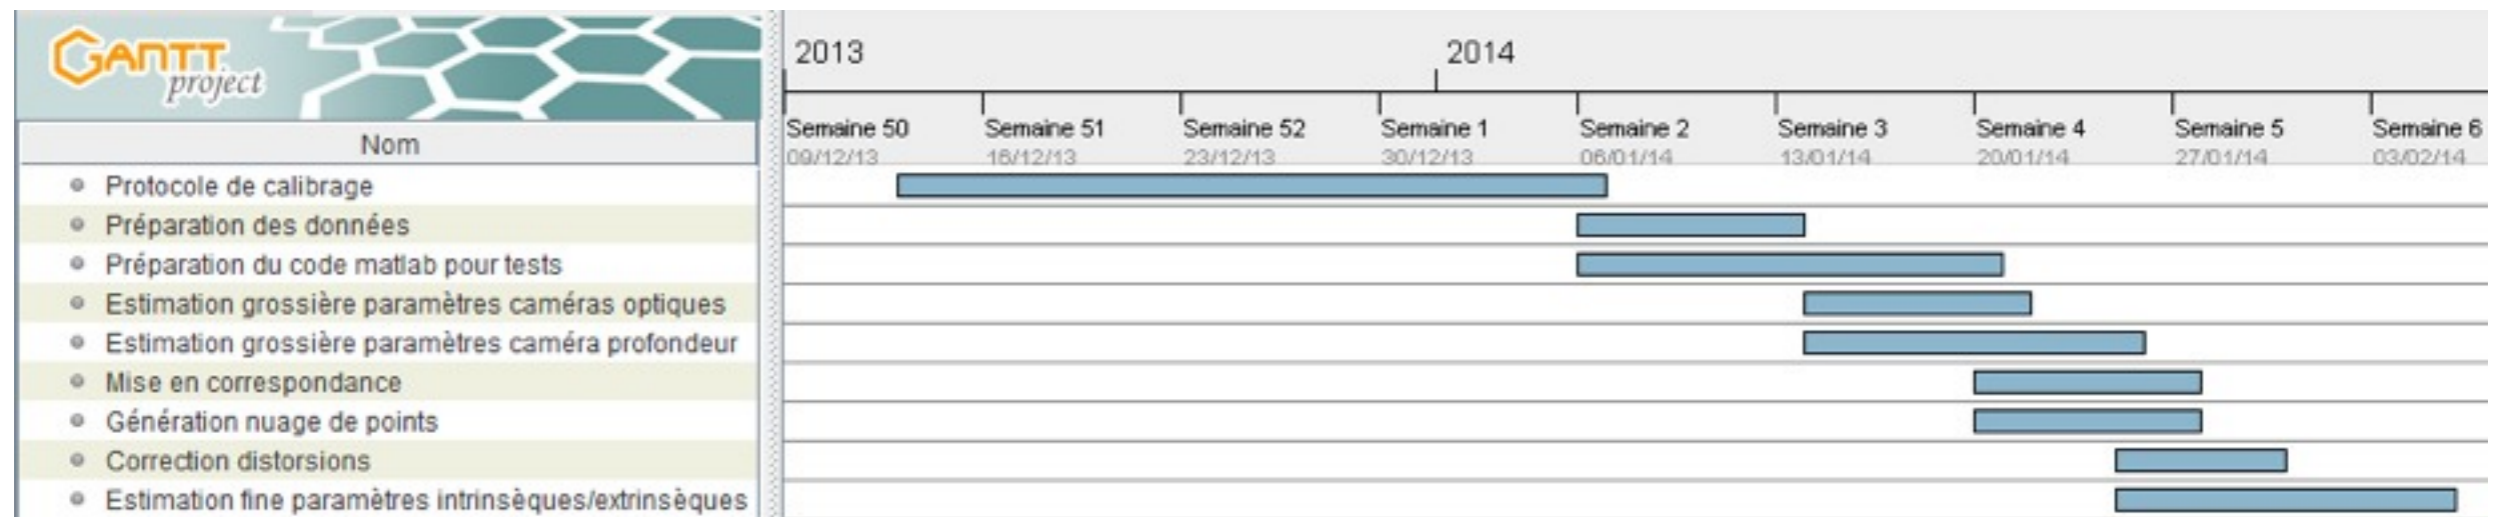 GANTT
project
2013 2014
Semaine 50 Semaine 51 Semaine 52 Semaine 1 Semaine 2 Semaine 3 Semaine 4 Semaine 5 Semaine 6
09/12/13 16/12/13 23/12/13 30/12/13 06/01/14 13/01/14 20/01/14 27/01/14 03/02/14
Nom
Protocole de calibrage
Préparation des données
Préparation du code matlab pour tests
Estimation grossière paramètres caméras optiques
Estimation grossière paramètres caméra profondeur
Mise en correspondance
Génération nuage de points
Correction distorsions
Estimation fine paramètres intrinsèques/extrinsèques